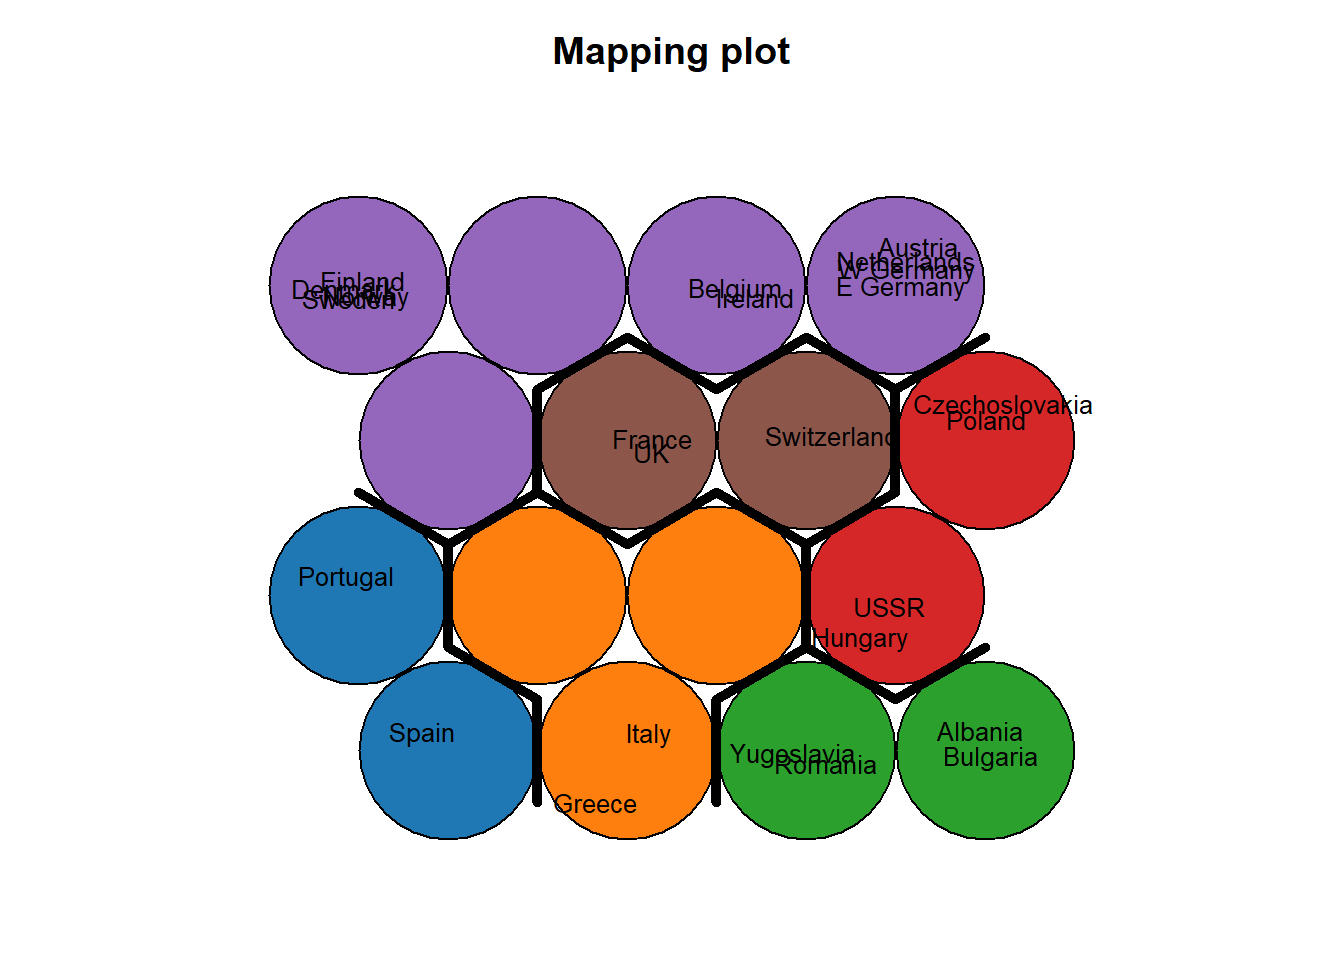 Mapping plot
Austria
Netherlands
W Germany
E Germany
Finland
Denmark
Norway
Sweden
Belgium
Ireland
Czechoslovakia
Poland
France
UK
Switzerland
Portugal
USSR
Hungary
Spain
Italy
Greece
Yugoslavia
Romania
Albania
Bulgaria